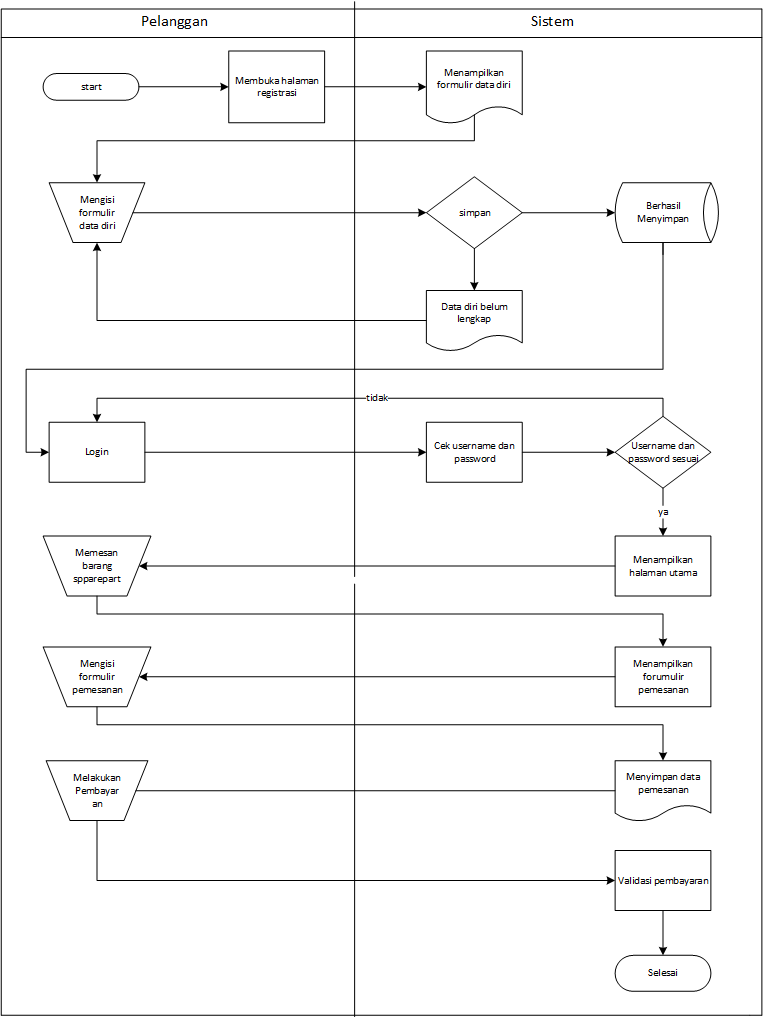 Pelanggan
Sistem
start
Membuka halaman
registrasi
Menampilkan
formulir data diri
Mengisi
formulir
data diri
simpan
Berhasil
Menyimpan
Data diri belum
lengkap
tidak
Login
Cek username dan
password
Username dan
password sesuai
ya
Memesan
barang
spparepart
Menampilkan
halaman utama
Mengisi
formulir
pemesanan
Menampilkan
forumulir
pemesanan
Melakukan
Pembayar
an
Menyimpan data
pemesanan
Validasi pembayaran
Selesai